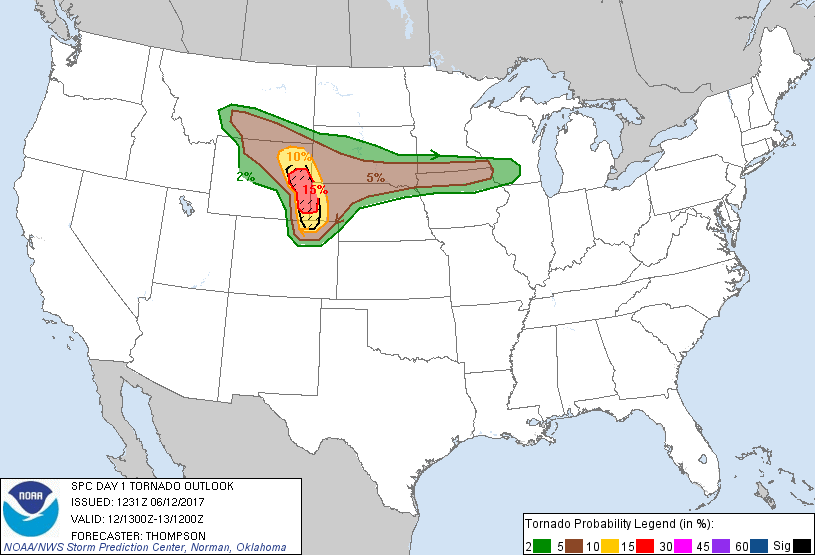 10%
2%
5%
15%
NOAA
SPC DAY 1 TORNADO OUTLOOK
ISSUED: 1231Z 06/12/2017
VALID: 12/1300Z-13/1200Z
FORECASTER: THOMPSON
NOAA/NWS Storm Prediction Center, Norman, Oklahoma
Tornado Probability Legend (in %):
2 5 10 15 30 45 60 Sig